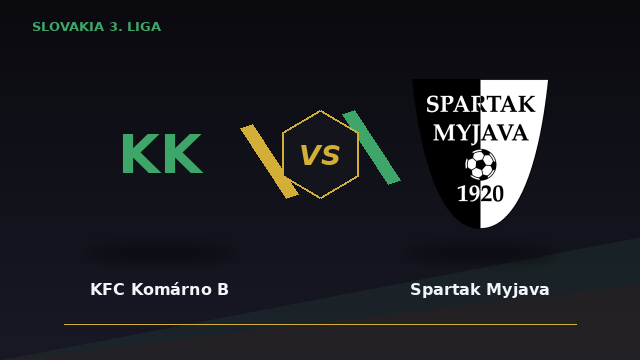 SLOVAKIA 3. LIGA
KK
VS
SPARTAK
MYJAVA
1920
KFC Komárno B
Spartak Myjava